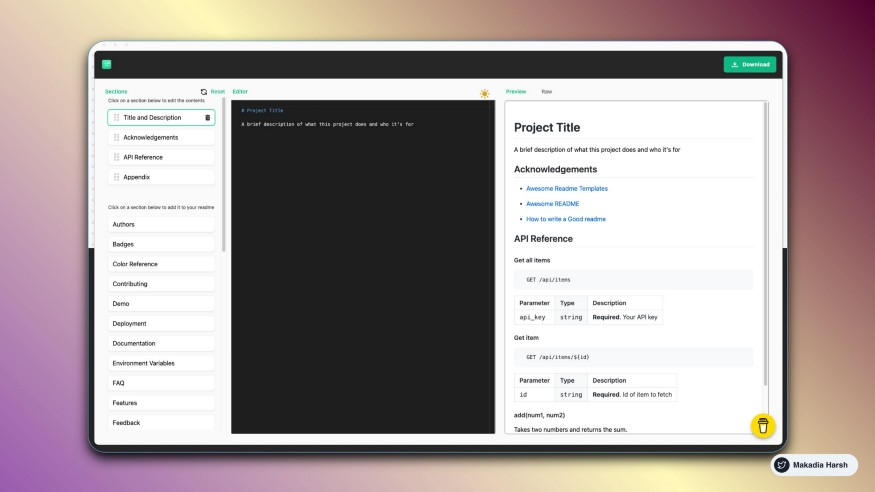 Download
Sections
Reset
Editor
Preview
Raw
Click on a section below to edit the contents
Title and Description
Acknowledgements
API Reference
Appendix
Click on a section below to add it to your readme
Authors
Badges
Color Reference
Contributing
Demo
Deployment
Documentation
Environment Variables
FAQ
Features
Feedback
# Project Title
A brief description of what this project does and who it's for
Project Title
A brief description of what this project does and who it's for
Acknowledgements
Awesome Readme Templates
Awesome README
How to write a Good readme
API Reference
Get all items
GET /api/items
Parameter Type Description
api_key string Required. Your API key
Get item
GET /api/items/${id}
Parameter Type Description
id string Required. Id of item to fetch
add(num1, num2)
Takes two numbers and returns the sum.
Makadia Harsh